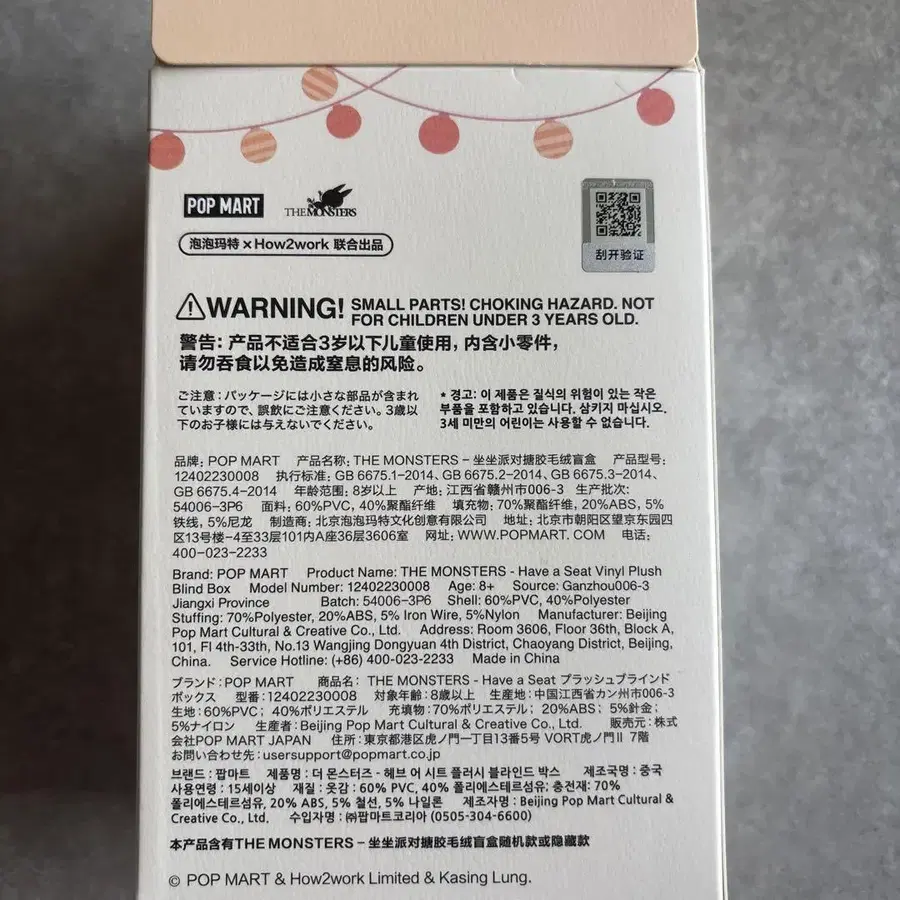 POP MART THE MONSTERS
泡泡玛特 × How2work 联合出品
刮开验证
WARNING! SMALL PARTS! CHOKING HAZARD. NOT
FOR CHILDREN UNDER 3 YEARS OLD.
警告: 产品不适合3岁以下儿童使用, 内含小零件,
请勿吞食以免造成窒息的风险。
ご注意：パッケージには小さな部品が含まれ
ていますので、誤飲にご注意ください。3歳以
下のお子様には与えないでください。
* 경고: 이 제품은 질식의 위험이 있는 작은
부품을 포함하고 있습니다. 삼키지 마십시오.
3세 미만의 어린이는 사용할 수 없습니다.
品牌: POP MART 产品名称: THE MONSTERS – 坐坐派对搪胶毛绒盲盒 产品型号:
12402230008 执行标准: GB 6675.1-2014、GB 6675.2-2014、GB 6675.3-2014、
GB 6675.4-2014 年龄范围: 8岁以上 产地: 江西省赣州市006-3 生产批次:
54006-3P6 面料: 60%PVC, 40%聚酯纤维 填充物: 70%聚酯纤维, 20%ABS, 5%
铁线, 5%尼龙 制造商: 北京泡泡玛特文化创意有限公司 地址: 北京市朝阳区望京东园四
区13号楼-4至33层101内A座36层3606室 网址: WWW.POPMART. COM 电话:
400-023-2233
Brand: POP MART Product Name: THE MONSTERS - Have a Seat Vinyl Plush
Blind Box Model Number: 12402230008 Age: 8+ Source: Ganzhou006-3
Jiangxi Province Batch: 54006-3P6 Shell: 60%PVC, 40%Polyester
Stuffing: 70%Polyester, 20%ABS, 5% Iron Wire, 5%Nylon Manufacturer: Beijing
Pop Mart Cultural & Creative Co., Ltd. Address: Room 3606, Floor 36th, Block A,
101, Fl 4th-33th, No.13 Wangjing Dongyuan 4th District, Chaoyang District, Beijing,
China. Service Hotline: (+86) 400-023-2233 Made in China
ブランド: POP MART 商品名: THE MONSTERS - Have a Seat プラッシュブラインド
ボックス 型番: 12402230008 対象年齢: 8歳以上 生産地: 中国江西省カン州市006-3
生地: 60%PVC; 40%ポリエステル 充填物: 70%ポリエステル; 20%ABS; 5%針金;
5%ナイロン 生産者: Beijing Pop Mart Cultural & Creative Co., Ltd. 販売元: 株式
会社POP MART JAPAN 住所: 東京都港区虎ノ門一丁目13番5号 VORT虎ノ門II 7階
お問い合わせ先: usersupport@popmart.co.jp
브랜드 : 팝마트 제품명 : 더 몬스터즈 - 헤브 어 시트 플러시 블라인드 박스 제조국명 : 중국
사용연령 : 15세이상 재질 : 옷감 : 60% PVC, 40% 폴리에스테르섬유; 충전재: 70%
폴리에스테르섬유, 20% ABS, 5% 철선, 5% 나일론 제조자명 : Beijing Pop Mart Cultural &
Creative Co., Ltd. 수입자명 : ㈜팝마트코리아 (0505-304-6600)
本产品含有THE MONSTERS – 坐坐派对搪胶毛绒盲盒随机款或隐藏款
© POP MART & How2work Limited & Kasing Lung.